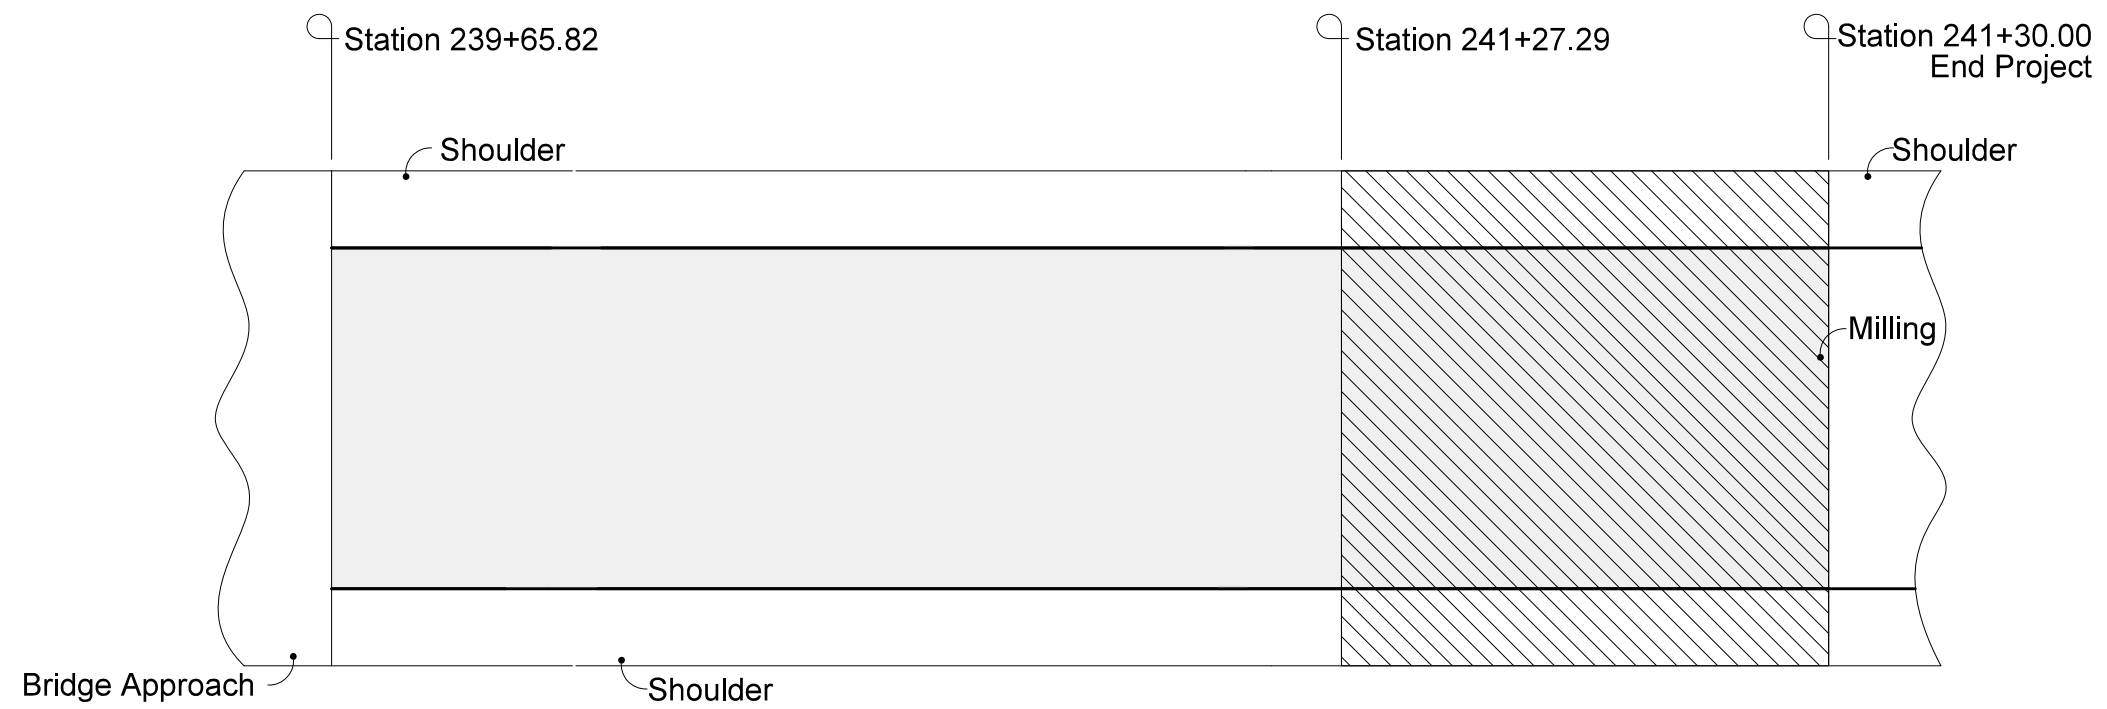 Station 239+65.82
Station 241+27.29
Station 241+30.00
End Project
Shoulder
Shoulder
Milling
Bridge Approach
Shoulder